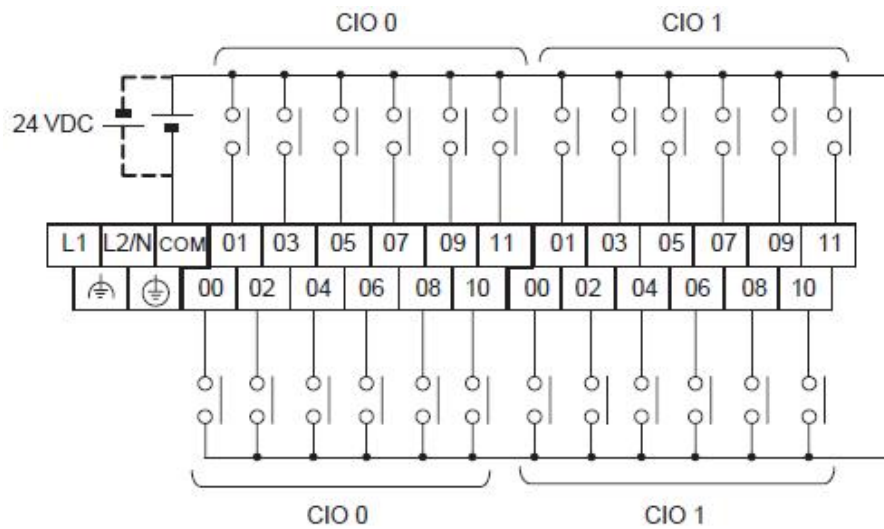 CIO 0 CIO 1
24 VDC
L1 L2/N COM 01 03 05 07 09 11 01 03 05 07 09 11
00 02 04 06 08 10 00 02 04 06 08 10
CIO 0 CIO 1